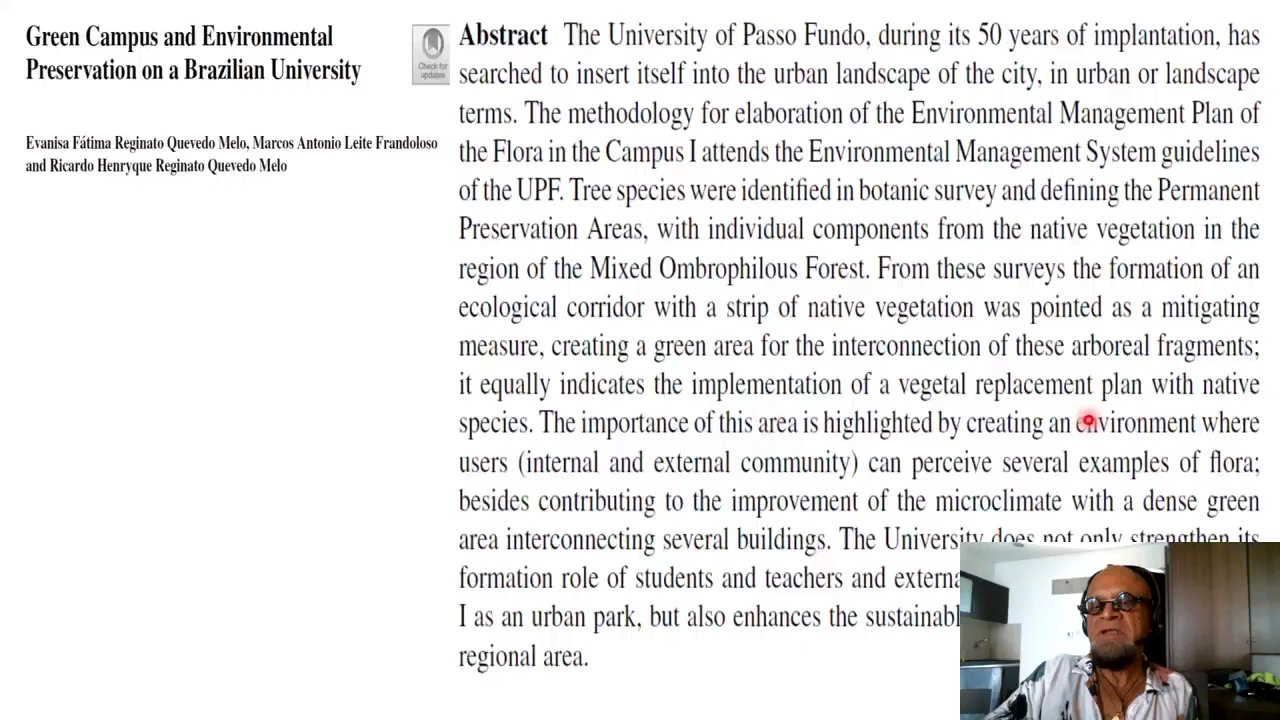 Green Campus and Environmental
Preservation on a Brazilian University
Check for
updates
Evanisa Fátima Reginato Quevedo Melo, Marcos Antonio Leite Frandoloso
and Ricardo Henryque Reginato Quevedo Melo
Abstract The University of Passo Fundo, during its 50 years of implantation, has
searched to insert itself into the urban landscape of the city, in urban or landscape
terms. The methodology for elaboration of the Environmental Management Plan of
the Flora in the Campus I attends the Environmental Management System guidelines
of the UPF. Tree species were identified in botanic survey and defining the Permanent
Preservation Areas, with individual components from the native vegetation in the
region of the Mixed Ombrophilous Forest. From these surveys the formation of an
ecological corridor with a strip of native vegetation was pointed as a mitigating
measure, creating a green area for the interconnection of these arboreal fragments;
it equally indicates the implementation of a vegetal replacement plan with native
species. The importance of this area is highlighted by creating an environment where
users (internal and external community) can perceive several examples of flora;
besides contributing to the improvement of the microclimate with a dense green
area interconnecting several buildings. The University does not only strengthen its
formation role of students and teachers and externa
I as an urban park, but also enhances the sustainabl
regional area.